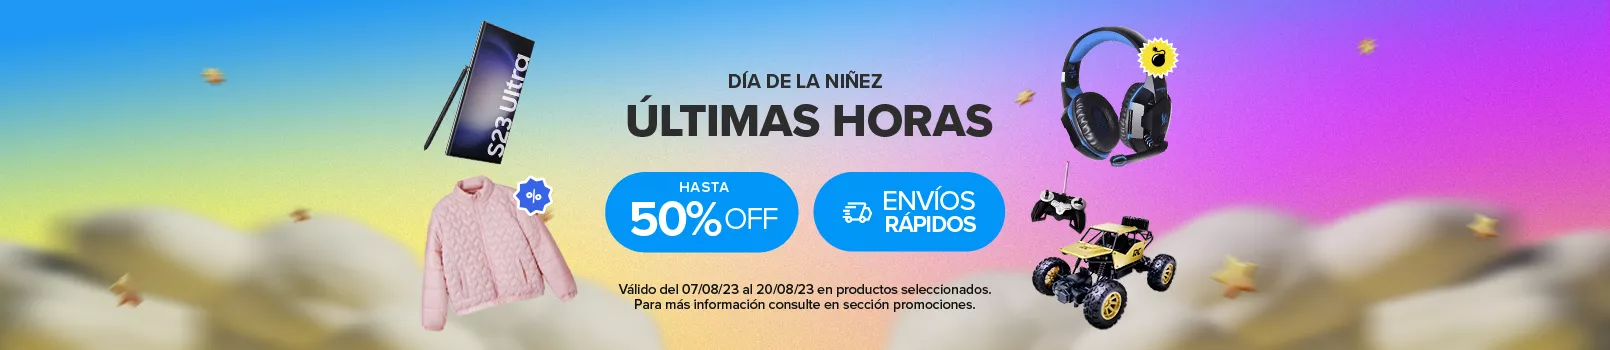 S23 Ultra
DÍA DE LA NIÑEZ
ÚLTIMAS HORAS
%
HASTA
50% OFF
ENVÍOS
RÁPIDOS
Válido del 07/08/23 al 20/08/23 en productos seleccionados.
Para más información consulte en sección promociones.